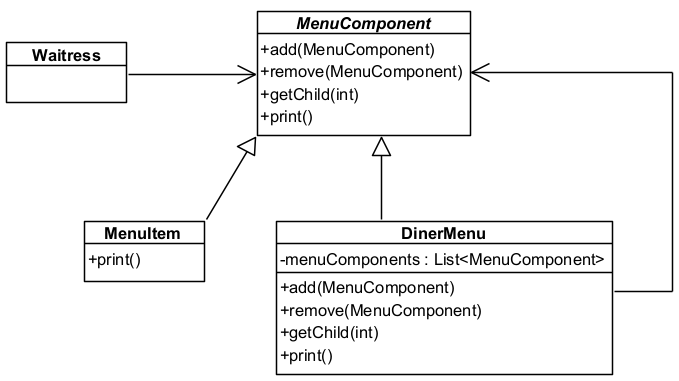 MenuComponent
+add(MenuComponent)
+remove(MenuComponent)
+getChild(int)
+print()
Waitress
MenuItem
+print()
DinerMenu
-menuComponents : List<MenuComponent>
+add(MenuComponent)
+remove(MenuComponent)
+getChild(int)
+print()